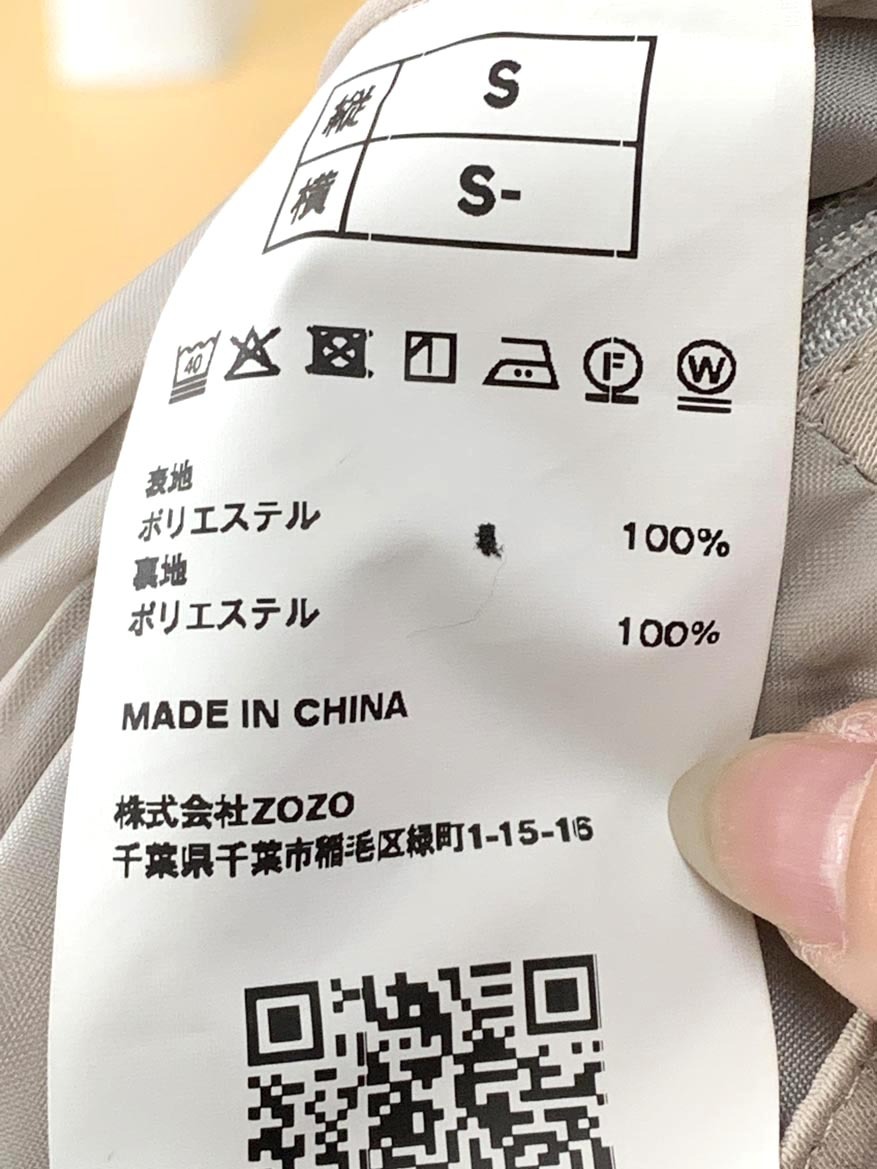 縦 S
横 S-
40 F W
表地
ポリエステル 100%
裏地
ポリエステル 100%
MADE IN CHINA
株式会社ZOZO
千葉県千葉市稲毛区緑町1-15-16